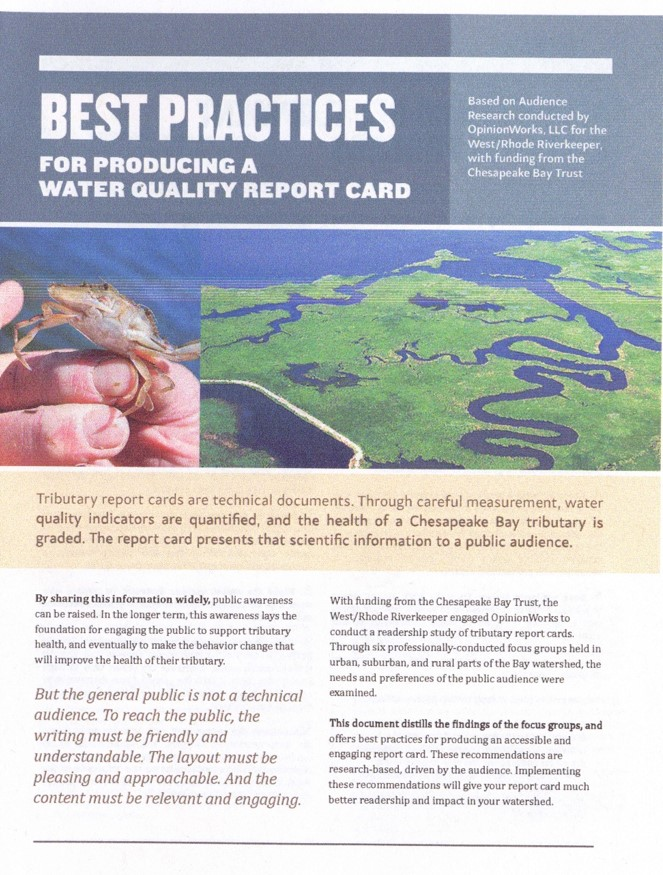 BEST PRACTICES
FOR PRODUCING A
WATER QUALITY REPORT CARD
Based on Audience
Research conducted by
OpinionWorks, LLC for the
West/Rhode Riverkeeper,
with funding from the
Chesapeake Bay Trust
Tributary report cards are technical documents. Through careful measurement, water
quality indicators are quantified, and the health of a Chesapeake Bay tributary is
graded. The report card presents that scientific information to a public audience.
By sharing this information widely, public awareness
can be raised. In the longer term, this awareness lays the
foundation for engaging the public to support tributary
health, and eventually to make the behavior change that
will improve the health of their tributary.
But the general public is not a technical
audience. To reach the public, the
writing must be friendly and
understandable. The layout must be
pleasing and approachable. And the
content must be relevant and engaging.
With funding from the Chesapeake Bay Trust, the
West/Rhode Riverkeeper engaged OpinionWorks to
conduct a readership study of tributary report cards.
Through six professionally-conducted focus groups held in
urban, suburban, and rural parts of the Bay watershed, the
needs and preferences of the public audience were
examined.
This document distills the findings of the focus groups, and
offers best practices for producing an accessible and
engaging report card. These recommendations are
research-based, driven by the audience. Implementing
these recommendations will give your report card much
better readership and impact in your watershed.